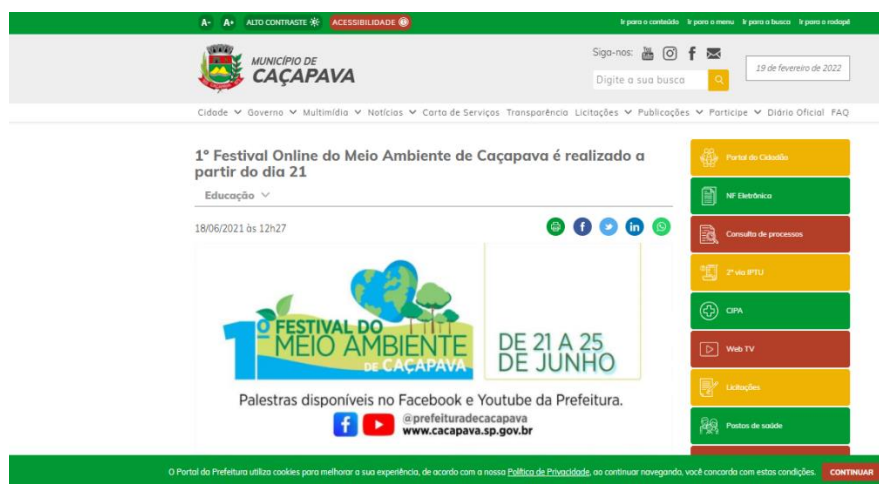 A- A+ ALTO CONTRASTE ACESSIBILIDADE Ir para o conteúdo Ir para o menu Ir para a busca Ir para o rodapé
MUNICÍPIO DE
CAÇAPAVA
Siga-nos:
Digite a sua busca
19 de fevereiro de 2022
Cidade Governo Multimídia Notícias Carta de Serviços Transparência Licitações Publicações Participe Diário Oficial FAQ
1º Festival Online do Meio Ambiente de Caçapava é realizado a
partir do dia 21
Educação
18/06/2021 às 12h27
1º FESTIVAL DO
MEIO AMBIENTE
DE CAÇAPAVA
DE 21 A 25
DE JUNHO
Palestras disponíveis no Facebook e Youtube da Prefeitura.
@prefeituradecacapava
www.cacapava.sp.gov.br
Portal do Cidadão
NF Eletrônica
Consulta de processos
2ª via IPTU
CIPA
Web TV
Licitações
Postos de saúde
O Portal da Prefeitura utiliza cookies para melhorar a sua experiência, de acordo com a nossa Política de Privacidade, ao continuar navegando, você concorda com estas condições. CONTINUAR